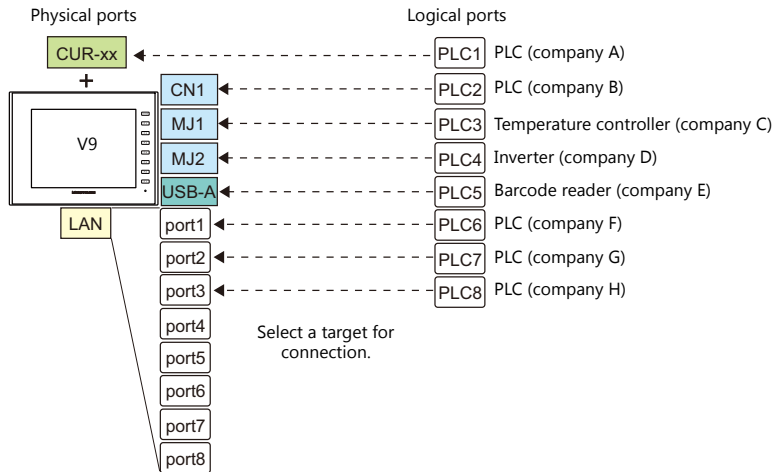 Physical ports
Logical ports
CUR-xx
PLC1 PLC (company A)
+
CN1
PLC2 PLC (company B)
V9
MJ1
PLC3 Temperature controller (company C)
MJ2
PLC4 Inverter (company D)
USB-A
PLC5 Barcode reader (company E)
LAN
port1
PLC6 PLC (company F)
port2
PLC7 PLC (company G)
port3
PLC8 PLC (company H)
port4
Select a target for
connection.
port5
port6
port7
port8